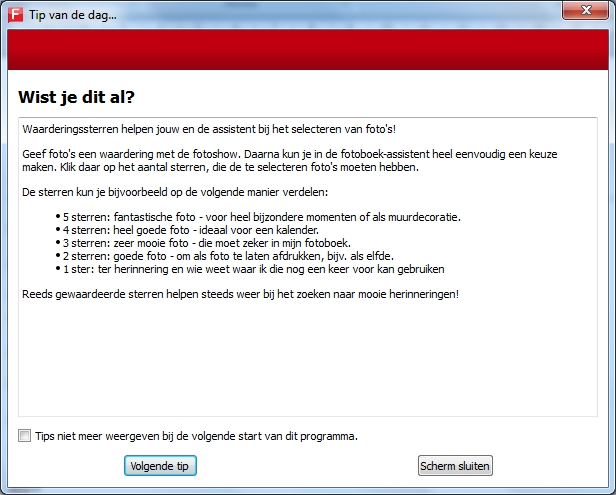 F Tip van de dag...
Wist je dit al?
Waarderingssterren helpen jouw en de assistent bij het selecteren van foto's!
Geef foto's een waardering met de fotoshow. Daarna kun je in de fotoboek-assistent heel eenvoudig een keuze
maken. Klik daar op het aantal sterren, die de te selecteren foto's moeten hebben.
De sterren kun je bijvoorbeeld op de volgende manier verdelen:
• 5 sterren: fantastische foto - voor heel bijzondere momenten of als muurdecoratie.
• 4 sterren: heel goede foto - ideaal voor een kalender.
• 3 sterren: zeer mooie foto - die moet zeker in mijn fotoboek.
• 2 sterren: goede foto - om als foto te laten afdrukken, bijv. als elfde.
• 1 ster: ter herinnering en wie weet waar ik die nog een keer voor kan gebruiken
Reeds gewaardeerde sterren helpen steeds weer bij het zoeken naar mooie herinneringen!
Tips niet meer weergeven bij de volgende start van dit programma.
Volgende tip Scherm sluiten